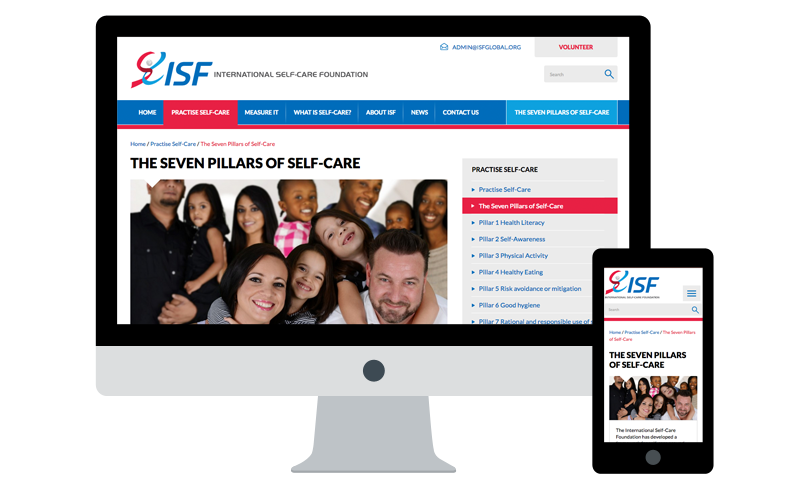 ADMIN@ISFGLOBAL.ORG
VOLUNTEER
ISF INTERNATIONAL SELF-CARE FOUNDATION
Search
HOME PRACTISE SELF-CARE MEASURE IT WHAT IS SELF-CARE? ABOUT ISF NEWS CONTACT US THE SEVEN PILLARS OF SELF-CARE
Home / Practise Self-Care / The Seven Pillars of Self-Care
THE SEVEN PILLARS OF SELF-CARE
PRACTISE SELF-CARE
Practise Self-Care
The Seven Pillars of Self-Care
Pillar 1 Health Literacy
Pillar 2 Self-Awareness
Pillar 3 Physical Activity
Pillar 4 Healthy Eating
Pillar 5 Risk avoidance or mitigation
Pillar 6 Good hygiene
Pillar 7 Rational and responsible use of
ISF
INTERNATIONAL SELF-CARE FOUNDATION
Search
Home / Practise Self-Care / The Seven Pillars
of Self-Care
THE SEVEN PILLARS
OF SELF-CARE
The International Self-Care
Foundation has developed a